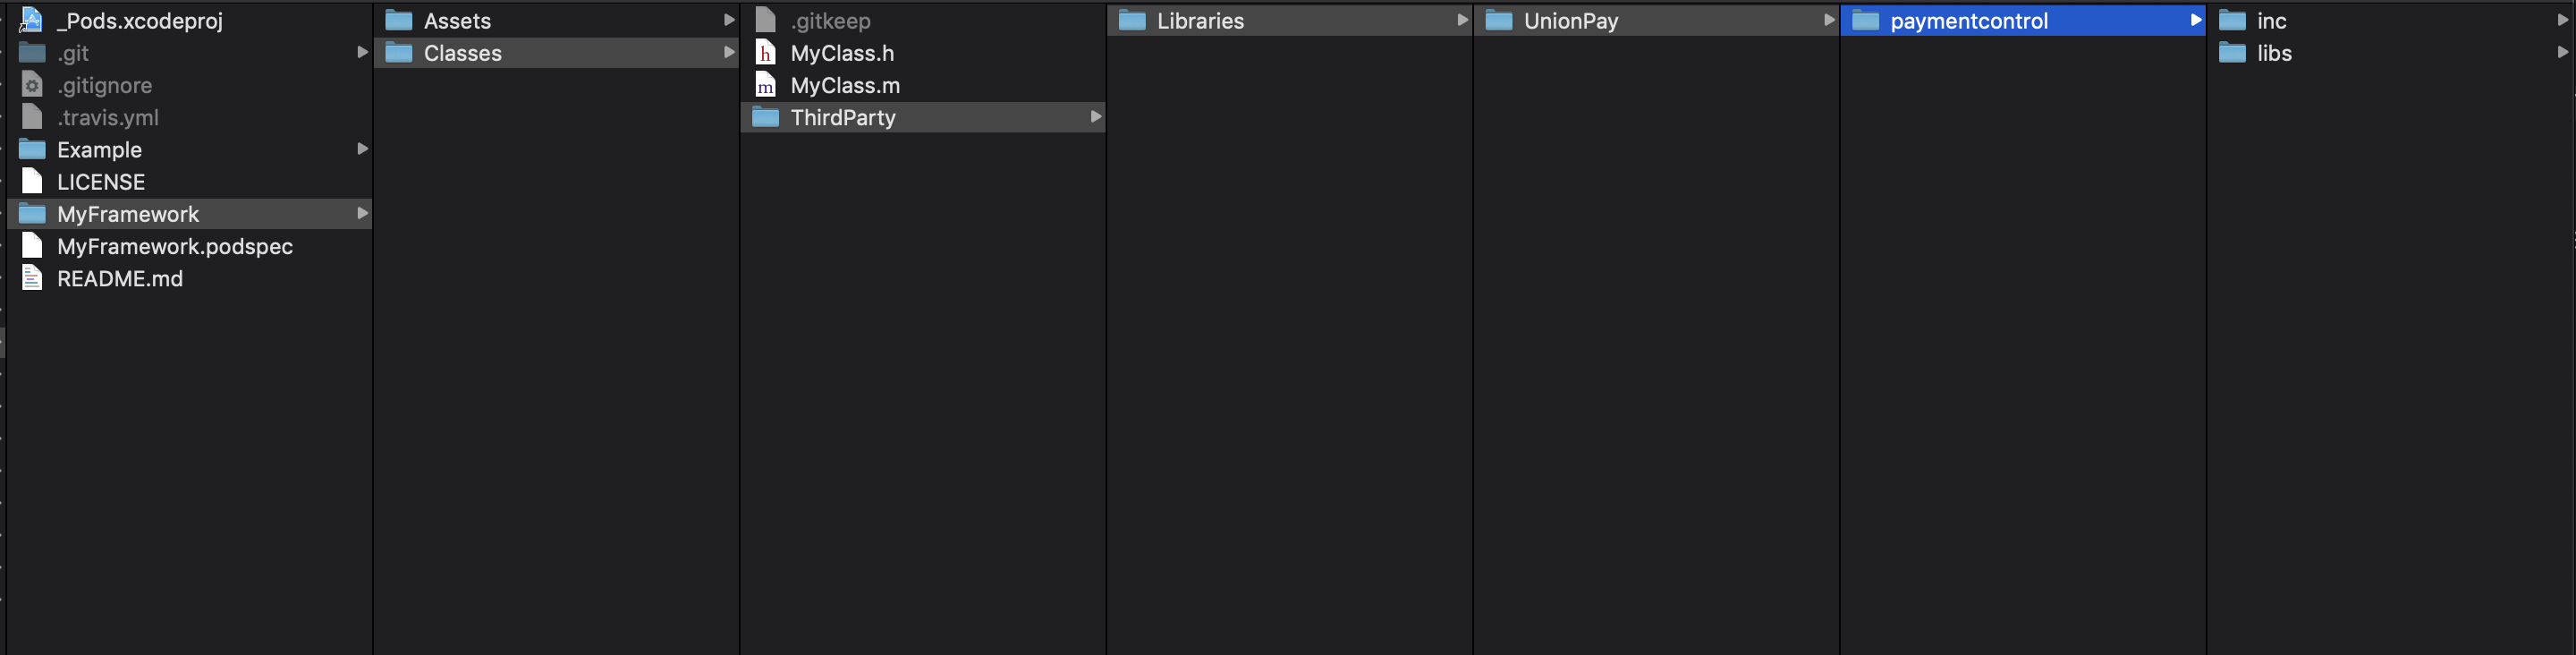 _Pods.xcodeproj
.git
.gitignore
.travis.yml
Example
LICENSE
MyFramework
MyFramework.podspec
README.md
Assets
Classes
.gitkeep
h MyClass.h
m MyClass.m
ThirdParty
Libraries
UnionPay
paymentcontrol
inc
libs